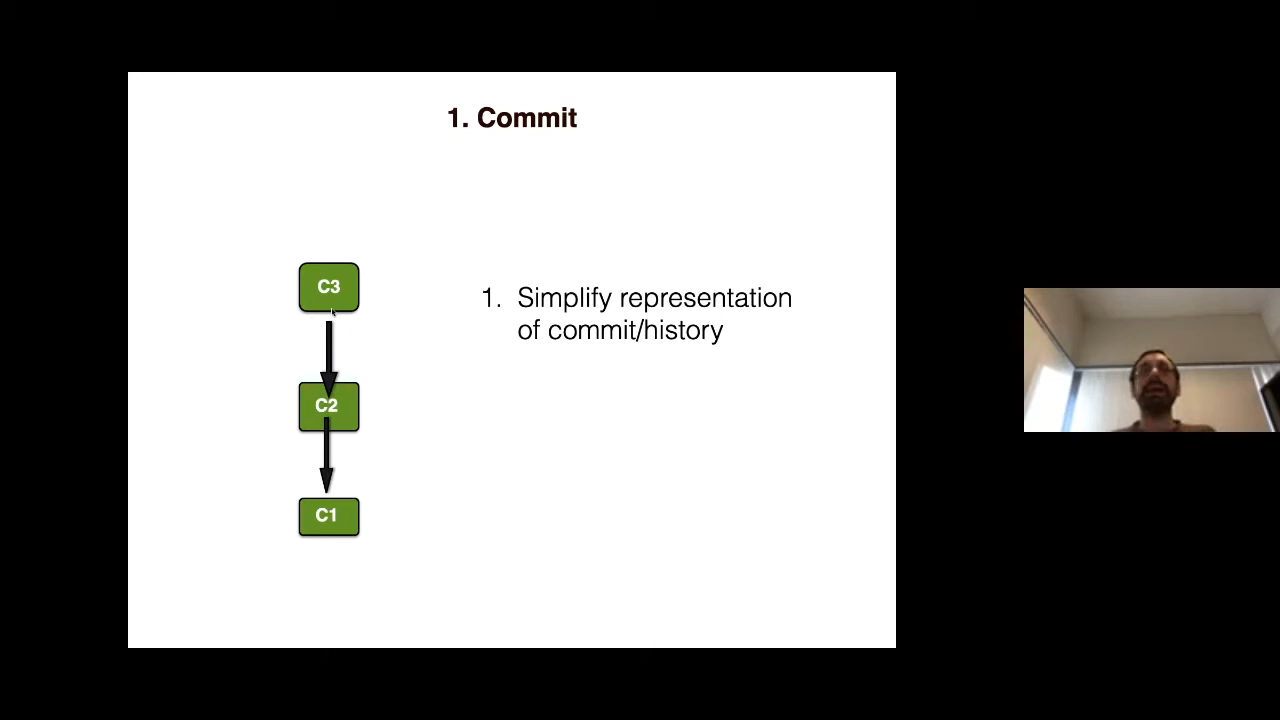 1. Commit
C3
1. Simplify representation
of commit/history
C2
C1